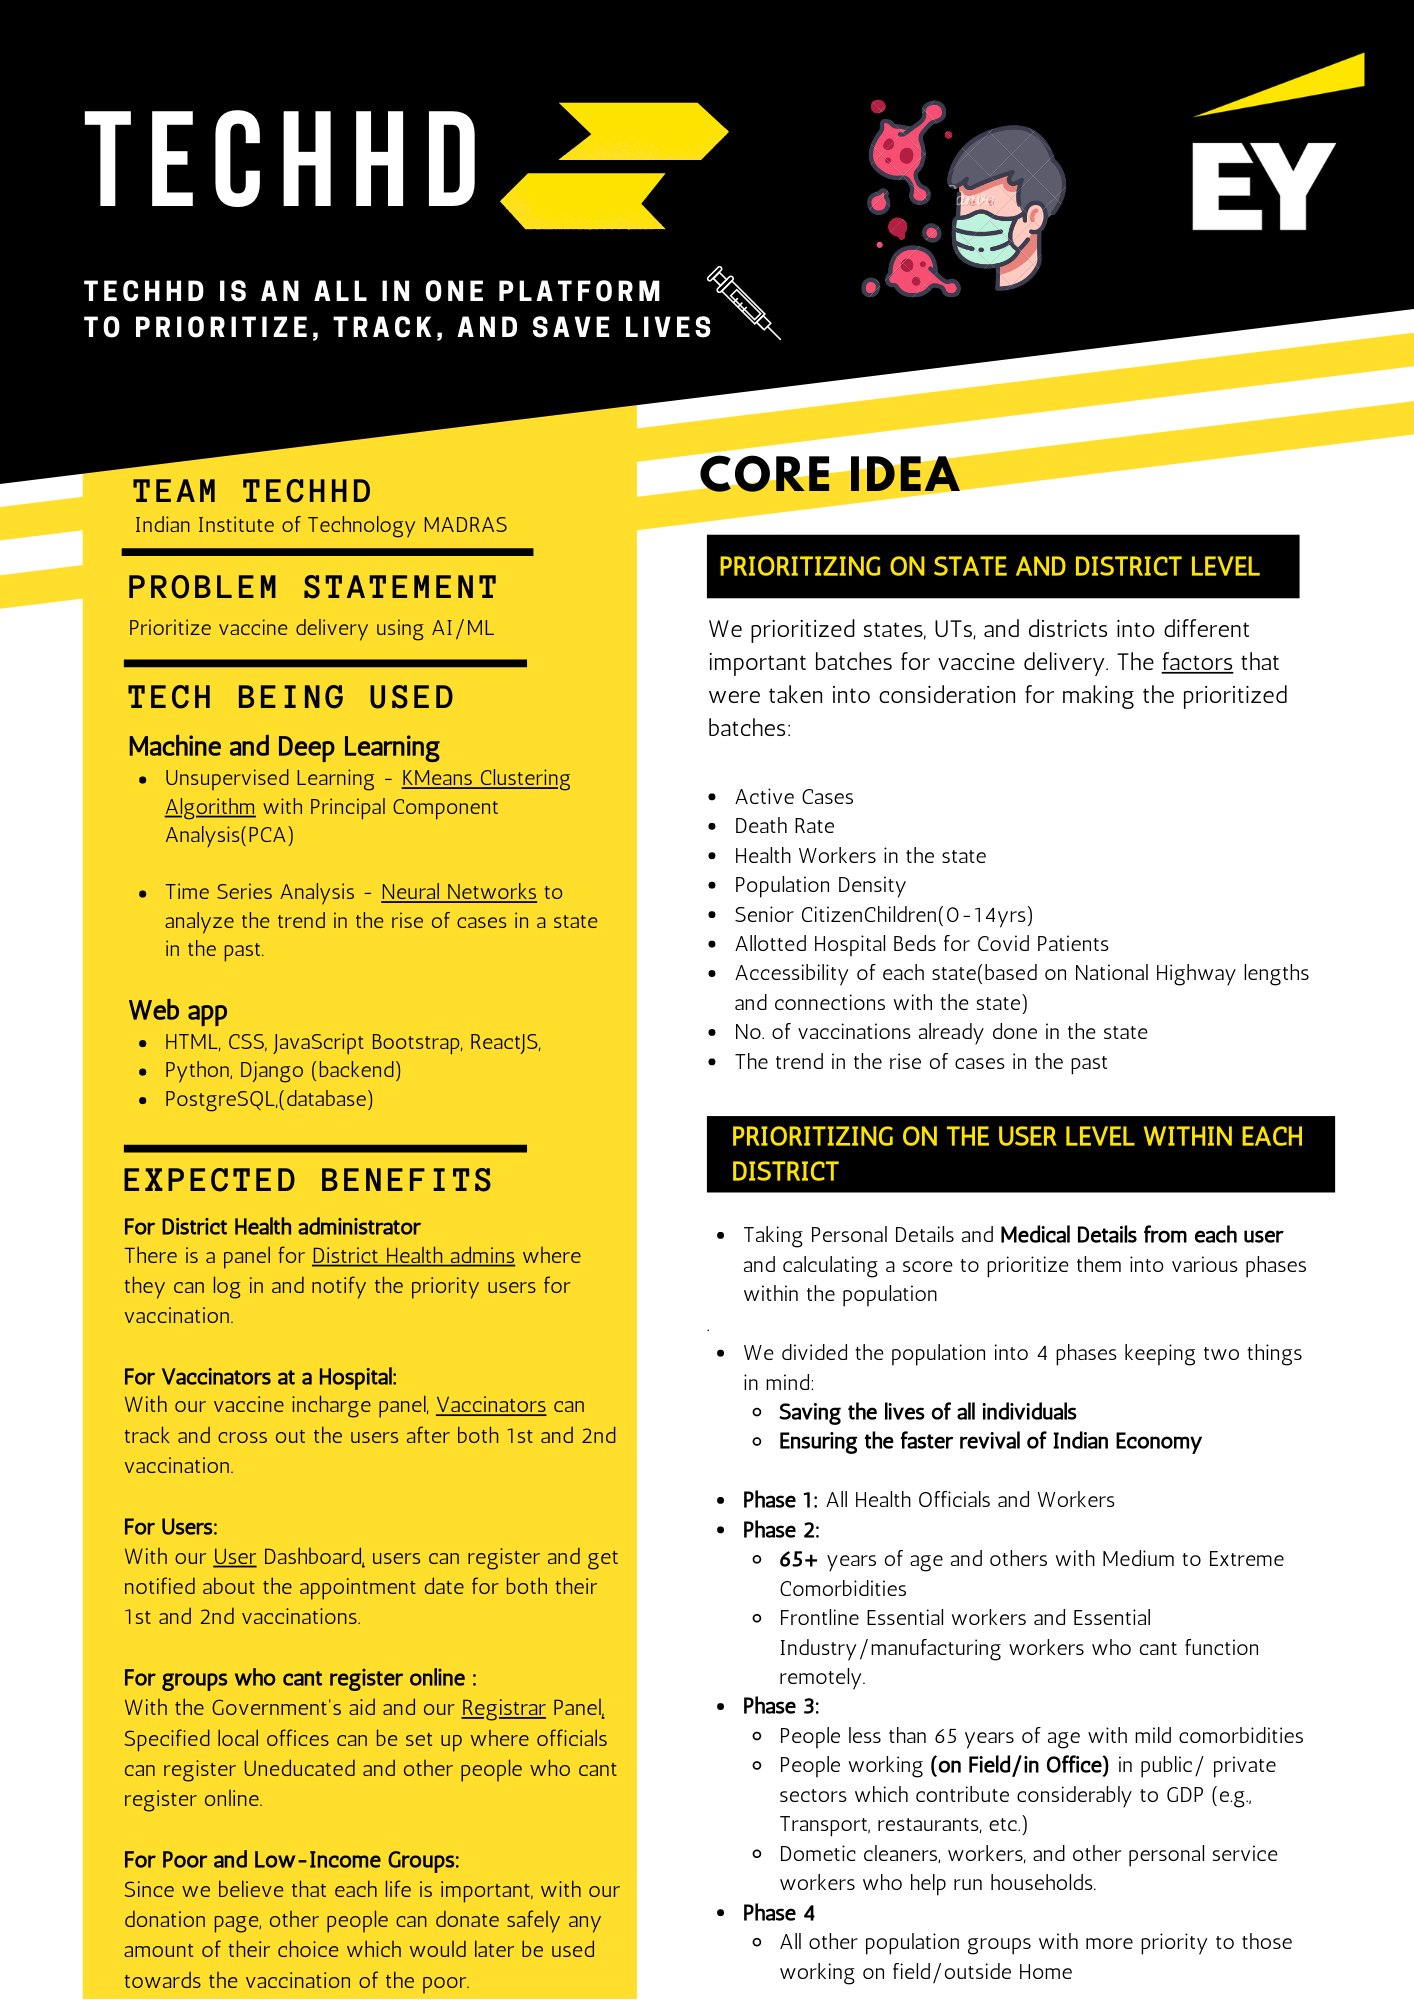 TECHHD
EY
TECHHD IS AN ALL IN ONE PLATFORM
TO PRIORITIZE, TRACK, AND SAVE LIVES
TEAM TECHHD
Indian Institute of Technology MADRAS
PROBLEM STATEMENT
Prioritize vaccine delivery using AI/ML
TECH BEING USED
Machine and Deep Learning
• Unsupervised Learning - KMeans Clustering
Algorithm with Principal Component
Analysis(PCA)
• Time Series Analysis - Neural Networks to
analyze the trend in the rise of cases in a state
in the past.
Web app
• HTML, CSS, JavaScript Bootstrap, ReactJS,
• Python, Django (backend)
• PostgreSQL,(database)
EXPECTED BENEFITS
For District Health administrator
There is a panel for District Health admins where
they can log in and notify the priority users for
vaccination.
For Vaccinators at a Hospital:
With our vaccine incharge panel, Vaccinators can
track and cross out the users after both 1st and 2nd
vaccination.
For Users:
With our User Dashboard, users can register and get
notified about the appointment date for both their
1st and 2nd vaccinations.
For groups who cant register online :
With the Government's aid and our Registrar Panel,
Specified local offices can be set up where officials
can register Uneducated and other people who cant
register online.
For Poor and Low-Income Groups:
Since we believe that each life is important, with our
donation page, other people can donate safely any
amount of their choice which would later be used
towards the vaccination of the poor.
CORE IDEA
PRIORITIZING ON STATE AND DISTRICT LEVEL
We prioritized states, UTs, and districts into different
important batches for vaccine delivery. The factors that
were taken into consideration for making the prioritized
batches:
• Active Cases
• Death Rate
• Health Workers in the state
• Population Density
• Senior CitizenChildren(0-14yrs)
• Allotted Hospital Beds for Covid Patients
• Accessibility of each state(based on National Highway lengths
and connections with the state)
• No. of vaccinations already done in the state
• The trend in the rise of cases in the past
PRIORITIZING ON THE USER LEVEL WITHIN EACH
DISTRICT
• Taking Personal Details and Medical Details from each user
and calculating a score to prioritize them into various phases
within the population
.
• We divided the population into 4 phases keeping two things
in mind:
◦ Saving the lives of all individuals
◦ Ensuring the faster revival of Indian Economy
• Phase 1: All Health Officials and Workers
• Phase 2:
◦ 65+ years of age and others with Medium to Extreme
Comorbidities
◦ Frontline Essential workers and Essential
Industry/manufacturing workers who cant function
remotely.
• Phase 3:
◦ People less than 65 years of age with mild comorbidities
◦ People working (on Field/in Office) in public/ private
sectors which contribute considerably to GDP (e.g.,
Transport, restaurants, etc.)
◦ Dometic cleaners, workers, and other personal service
workers who help run households.
• Phase 4
◦ All other population groups with more priority to those
working on field/outside Home